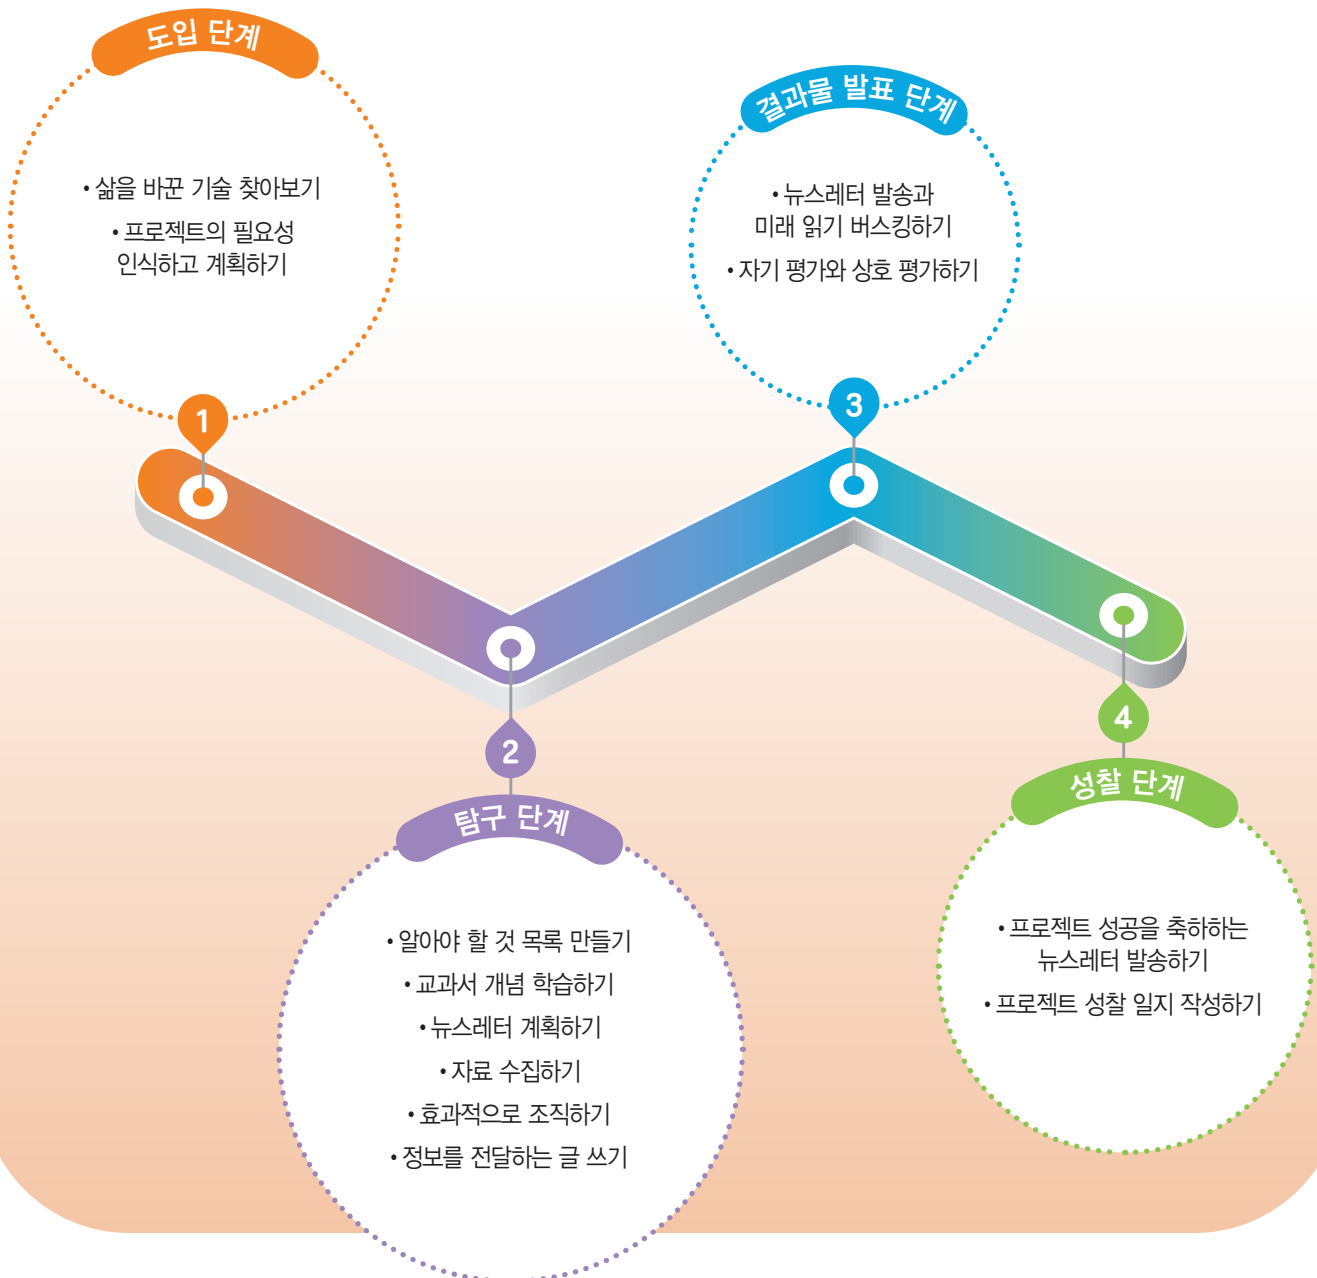 도입 단계
• 삶을 바꾼 기술 찾아보기
• 프로젝트의 필요성
인식하고 계획하기
1
2
탐구 단계
• 알아야 할 것 목록 만들기
• 교과서 개념 학습하기
• 뉴스레터 계획하기
• 자료 수집하기
• 효과적으로 조직하기
• 정보를 전달하는 글 쓰기
결과물 발표 단계
• 뉴스레터 발송과
미래 읽기 버스킹하기
• 자기 평가와 상호 평가하기
3
4
성찰 단계
• 프로젝트 성공을 축하하는
뉴스레터 발송하기
• 프로젝트 성찰 일지 작성하기